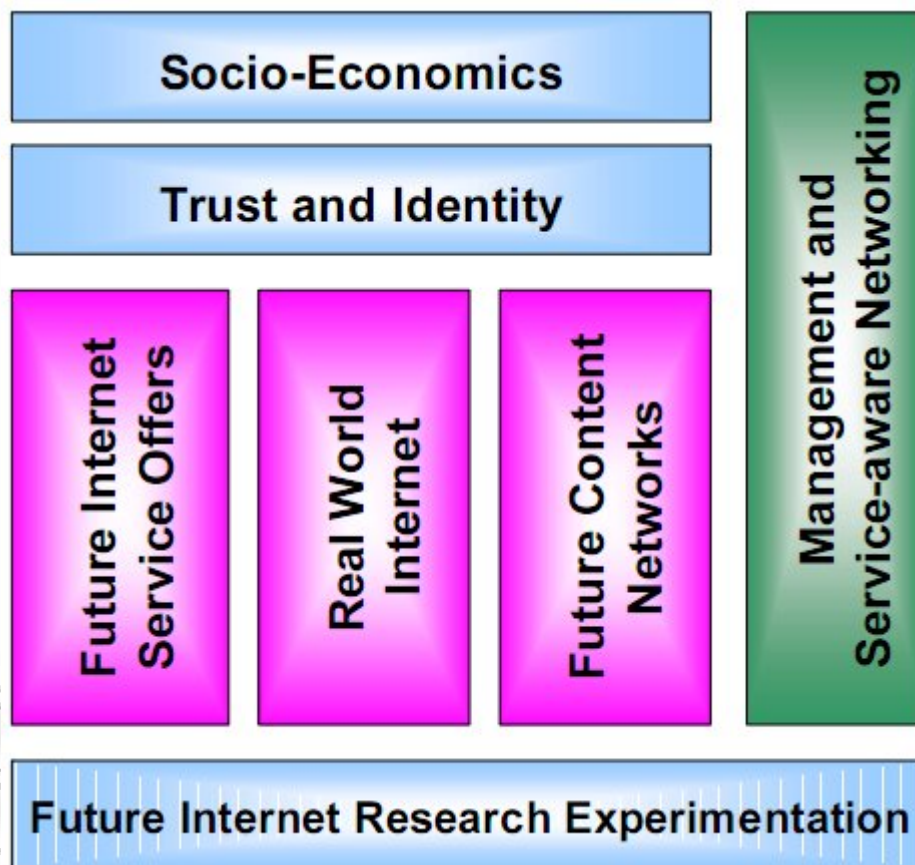 Socio-Economics
Trust and Identity
Future Internet
Service Offers
Real World
Internet
Future Content
Networks
Management and
Service-aware Networking
Future Internet Research Experimentation